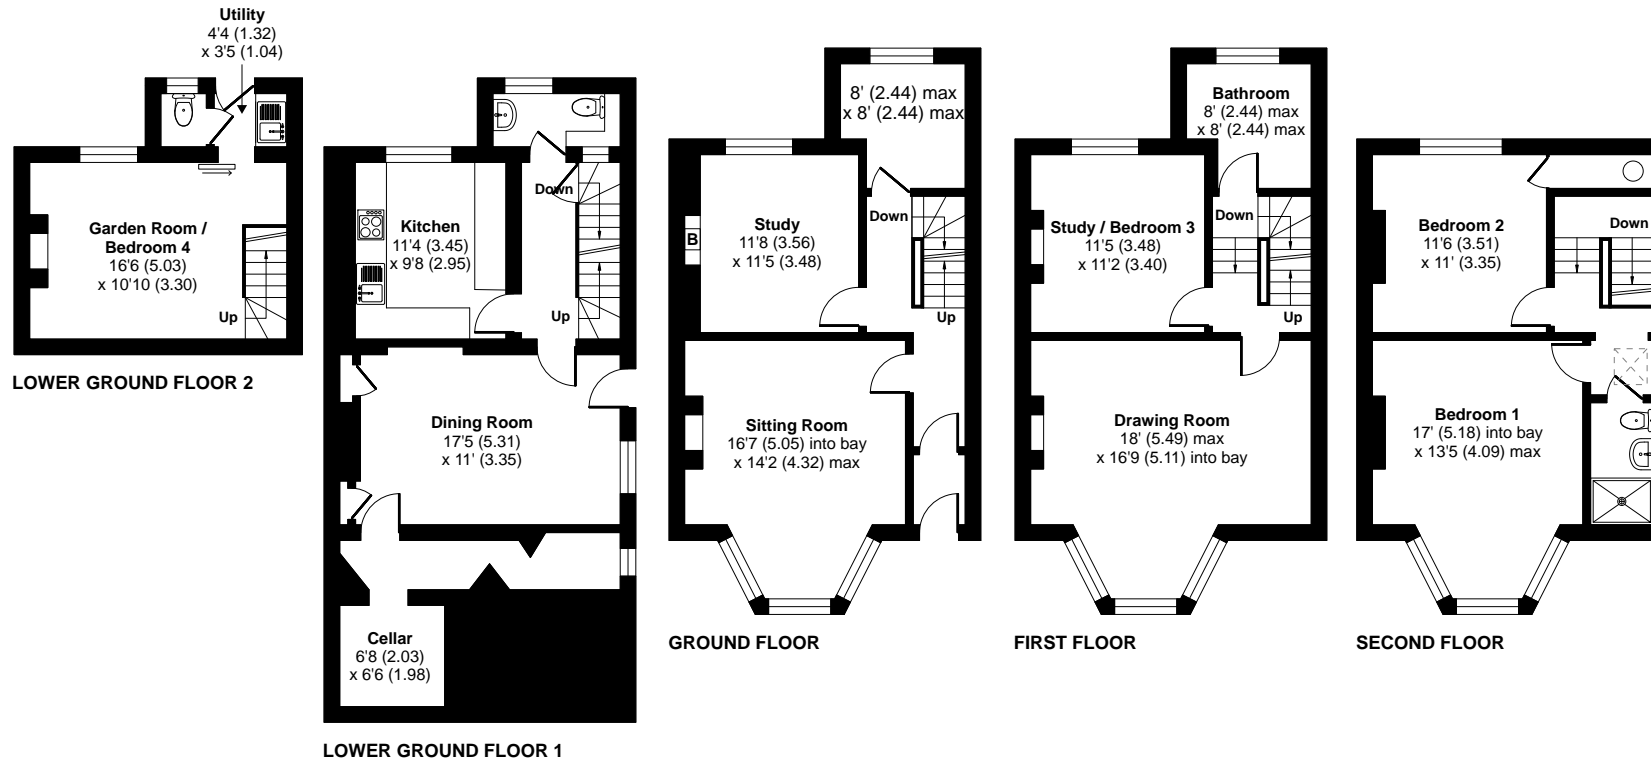 Utility
4'4 (1.32)
x 3'5 (1.04)
Garden Room /
Bedroom 4
16'6 (5.03)
x 10'10 (3.30)
Up
LOWER GROUND FLOOR 2
Down
Kitchen
11'4 (3.45)
x 9'8 (2.95)
Up
Dining Room
17'5 (5.31)
x 11' (3.35)
Cellar
6'8 (2.03)
x 6'6 (1.98)
LOWER GROUND FLOOR 1
8' (2.44) max
x 8' (2.44) max
Down
Study
11'8 (3.56)
x 11'5 (3.48)
B
Up
Sitting Room
16'7 (5.05) into bay
x 14'2 (4.32) max
GROUND FLOOR
Bathroom
8' (2.44) max
x 8' (2.44) max
Down
Study / Bedroom 3
11'5 (3.48)
x 11'2 (3.40)
Up
Drawing Room
18' (5.49) max
x 16'9 (5.11) into bay
FIRST FLOOR
Bedroom 2
11'6 (3.51)
x 11' (3.35)
Down
Bedroom 1
17' (5.18) into bay
x 13'5 (4.09) max
SECOND FLOOR